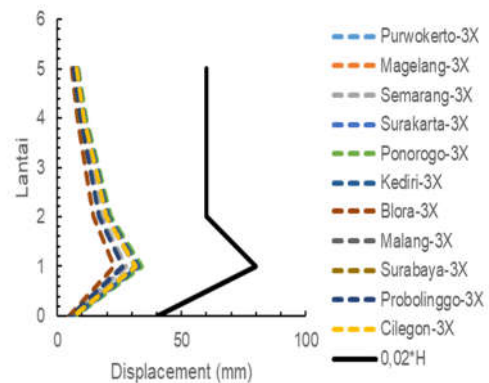 6
5
4
3
2
1
0
Lantai
0
50
100
Displacement (mm)
Purwokerto-3X
Magelang-3X
Semarang-3X
Surakarta-3X
Ponorogo-3X
Kediri-3X
Blora-3X
Malang-3X
Surabaya-3X
Probolinggo-3X
Cilegon-3X
0,02*H